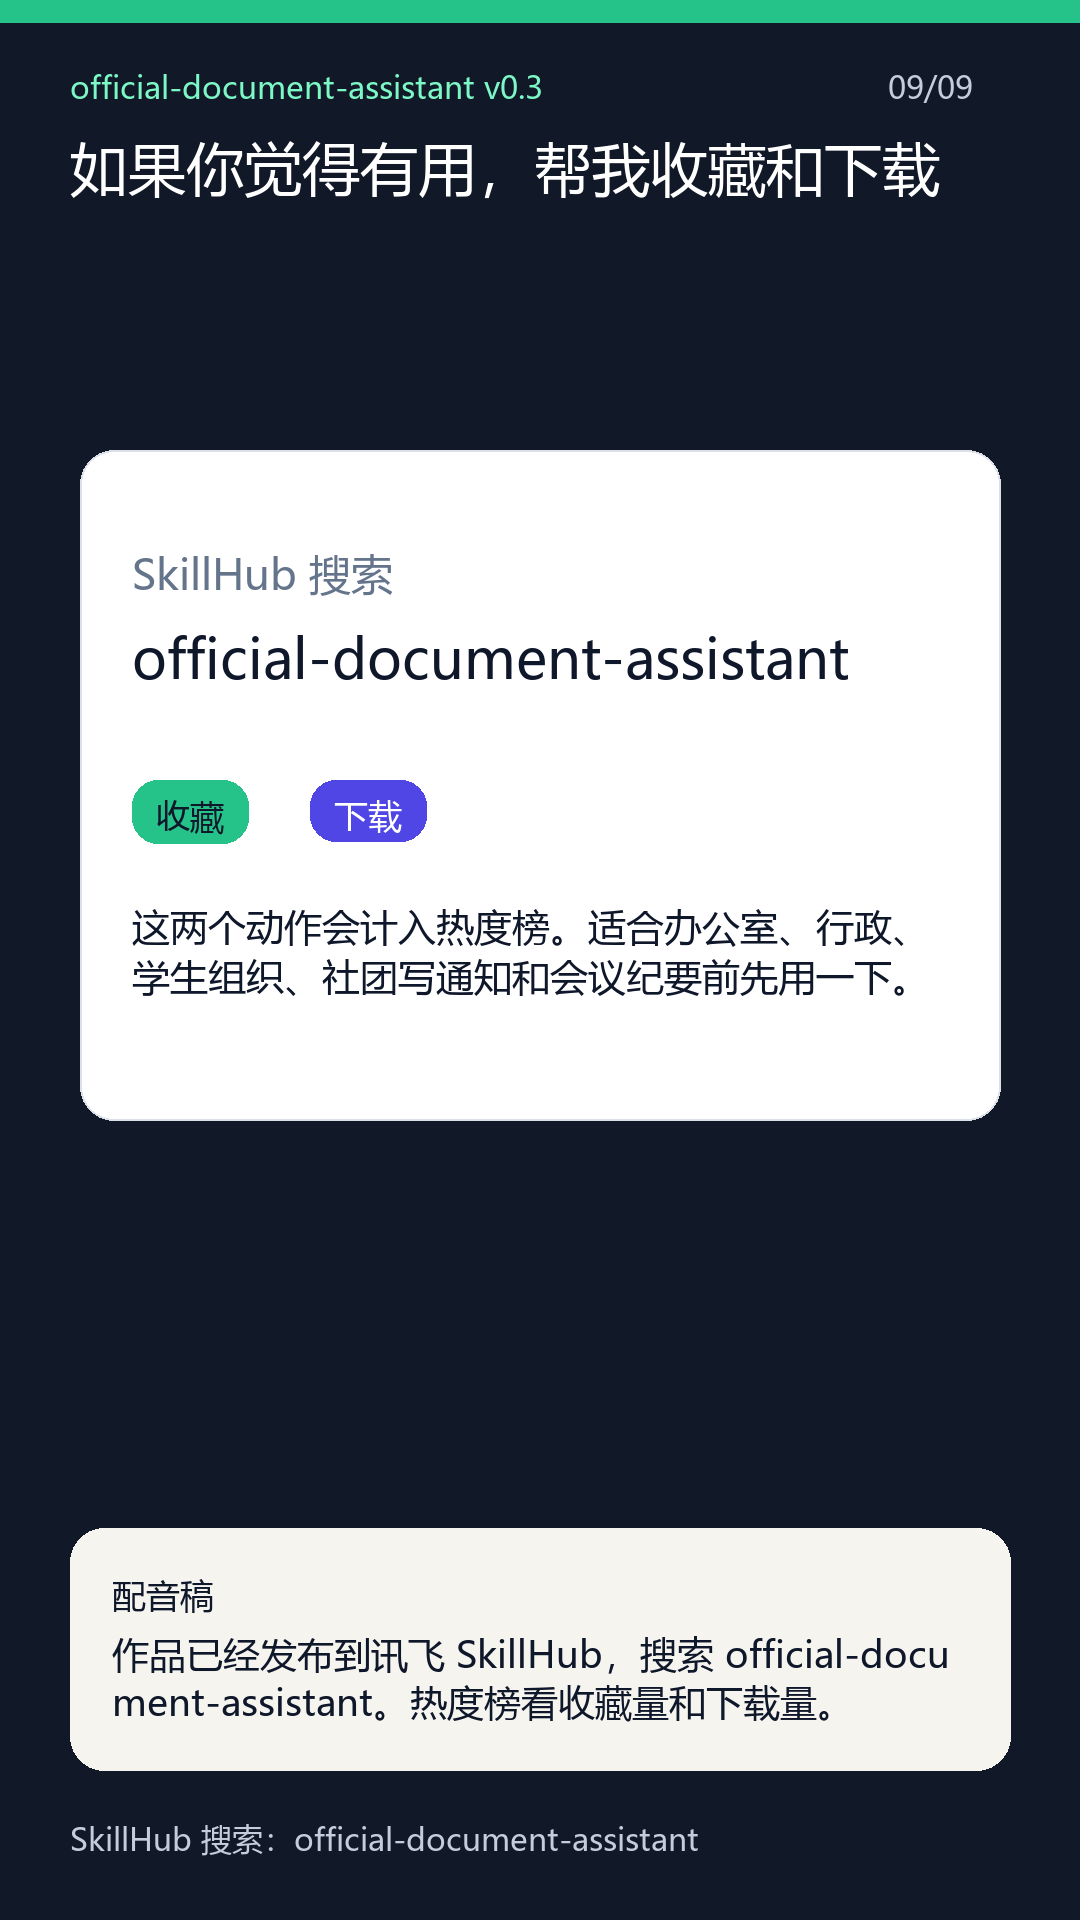 official-document-assistant v0.3
09/09
如果你觉得有用，帮我收藏和下载
SkillHub 搜索
official-document-assistant
收藏
下载
这两个动作会计入热度榜。适合办公室、行政、
学生组织、社团写通知和会议纪要前先用一下。
配音稿
作品已经发布到讯飞 SkillHub，搜索 official-docu
ment-assistant。热度榜看收藏量和下载量。
SkillHub 搜索：official-document-assistant